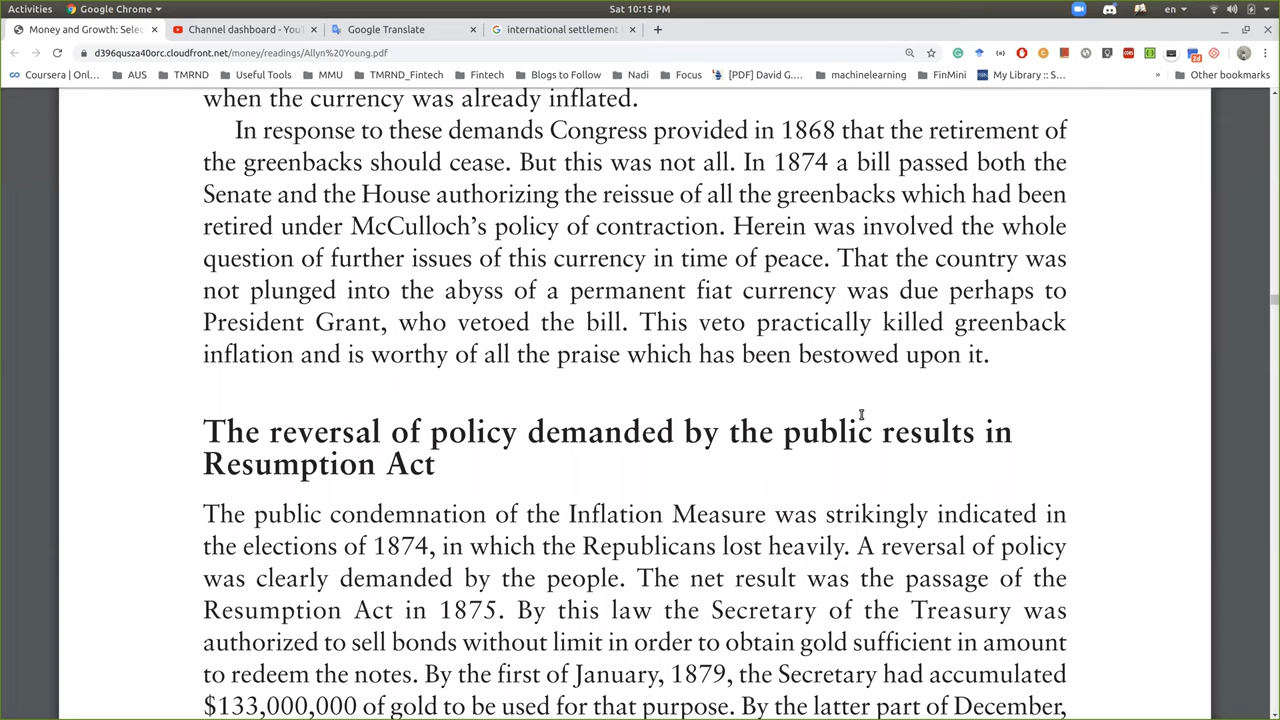 Activities Google Chrome Sat 10:15 PM en
Money and Growth: Sele Channel dashboard - You Google Translate international settlement
d396qusza40orc.cloudfront.net/money/readings/Allyn%20Young.pdf
Coursera | Onl... AUS TMRND Useful Tools MMU TMRND_Fintech Fintech Blogs to Follow Nadi Focus [PDF] David G.... machinelearning FinMini My Library :: S... » Other bookmarks
when the currency was already inflated.
In response to these demands Congress provided in 1868 that the retirement of
the greenbacks should cease. But this was not all. In 1874 a bill passed both the
Senate and the House authorizing the reissue of all the greenbacks which had been
retired under McCulloch's policy of contraction. Herein was involved the whole
question of further issues of this currency in time of peace. That the country was
not plunged into the abyss of a permanent fiat currency was due perhaps to
President Grant, who vetoed the bill. This veto practically killed greenback
inflation and is worthy of all the praise which has been bestowed upon it.
The reversal of policy demanded by the public results in
Resumption Act
The public condemnation of the Inflation Measure was strikingly indicated in
the elections of 1874, in which the Republicans lost heavily. A reversal of policy
was clearly demanded by the people. The net result was the passage of the
Resumption Act in 1875. By this law the Secretary of the Treasury was
authorized to sell bonds without limit in order to obtain gold sufficient in amount
to redeem the notes. By the first of January, 1879, the Secretary had accumulated
$133,000,000 of gold to be used for that purpose. By the latter part of December,